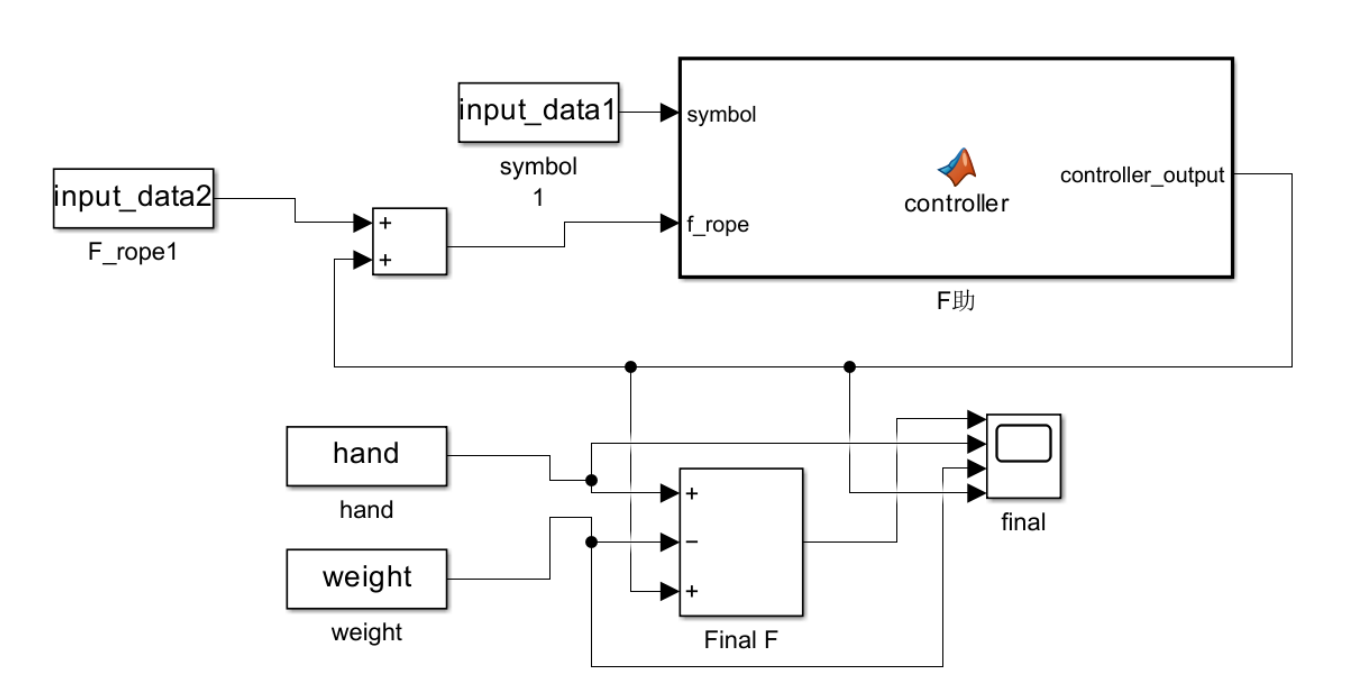 input_data1
symbol
1
symbol
input_data2
F_rope1
+
+
controller
controller_output
f_rope
F助
hand
hand
+
−
+
weight
weight
Final F
final